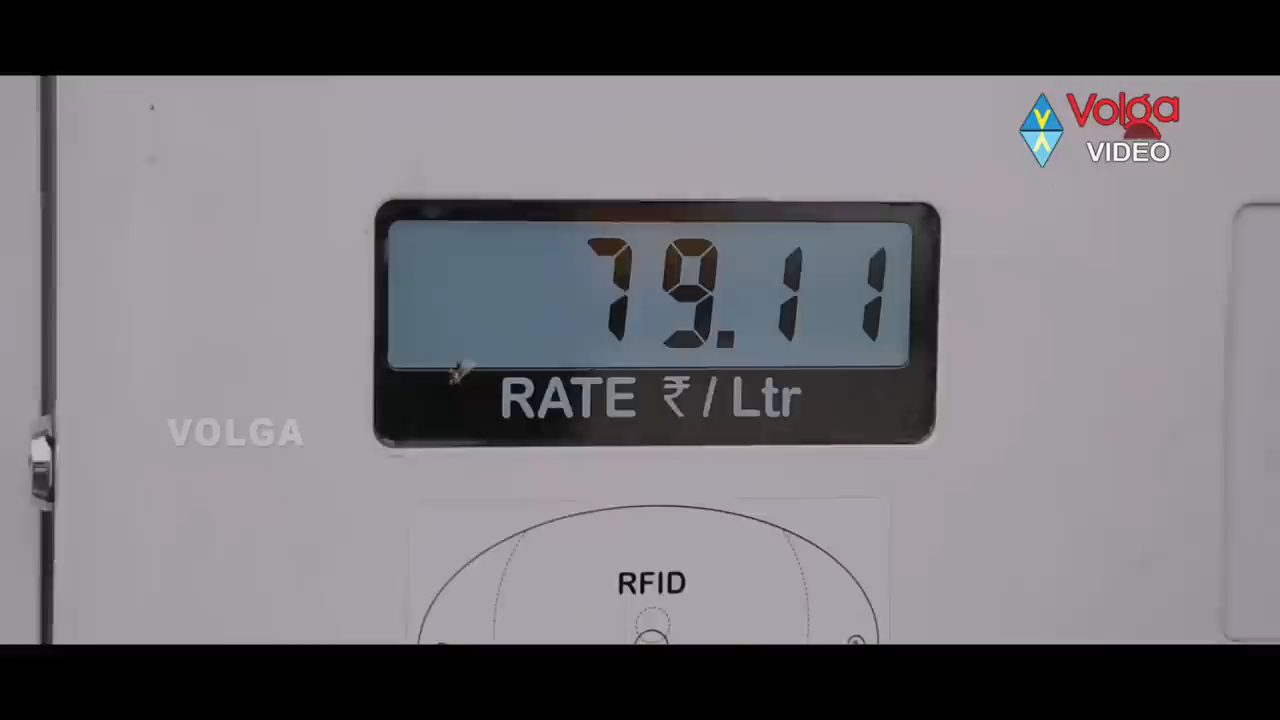 Volga
VIDEO
79.11
RATE ₹/Ltr
VOLGA
RFID